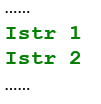 ......
Istr 1
Istr 2
......